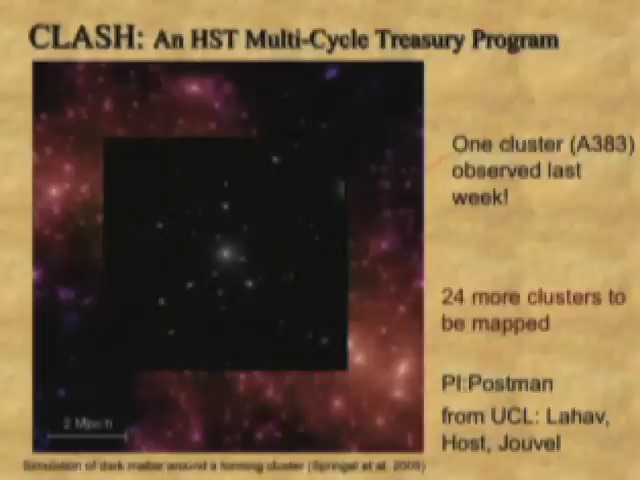 CLASH: An HST Multi-Cycle Treasury Program
One cluster (A383)
observed last
week!
24 more clusters to
be mapped
PI:Postman
from UCL: Lahav,
Host, Jouvel
2 Mpc/h
Simulation of dark matter around a forming cluster (Springel et al. 2005)